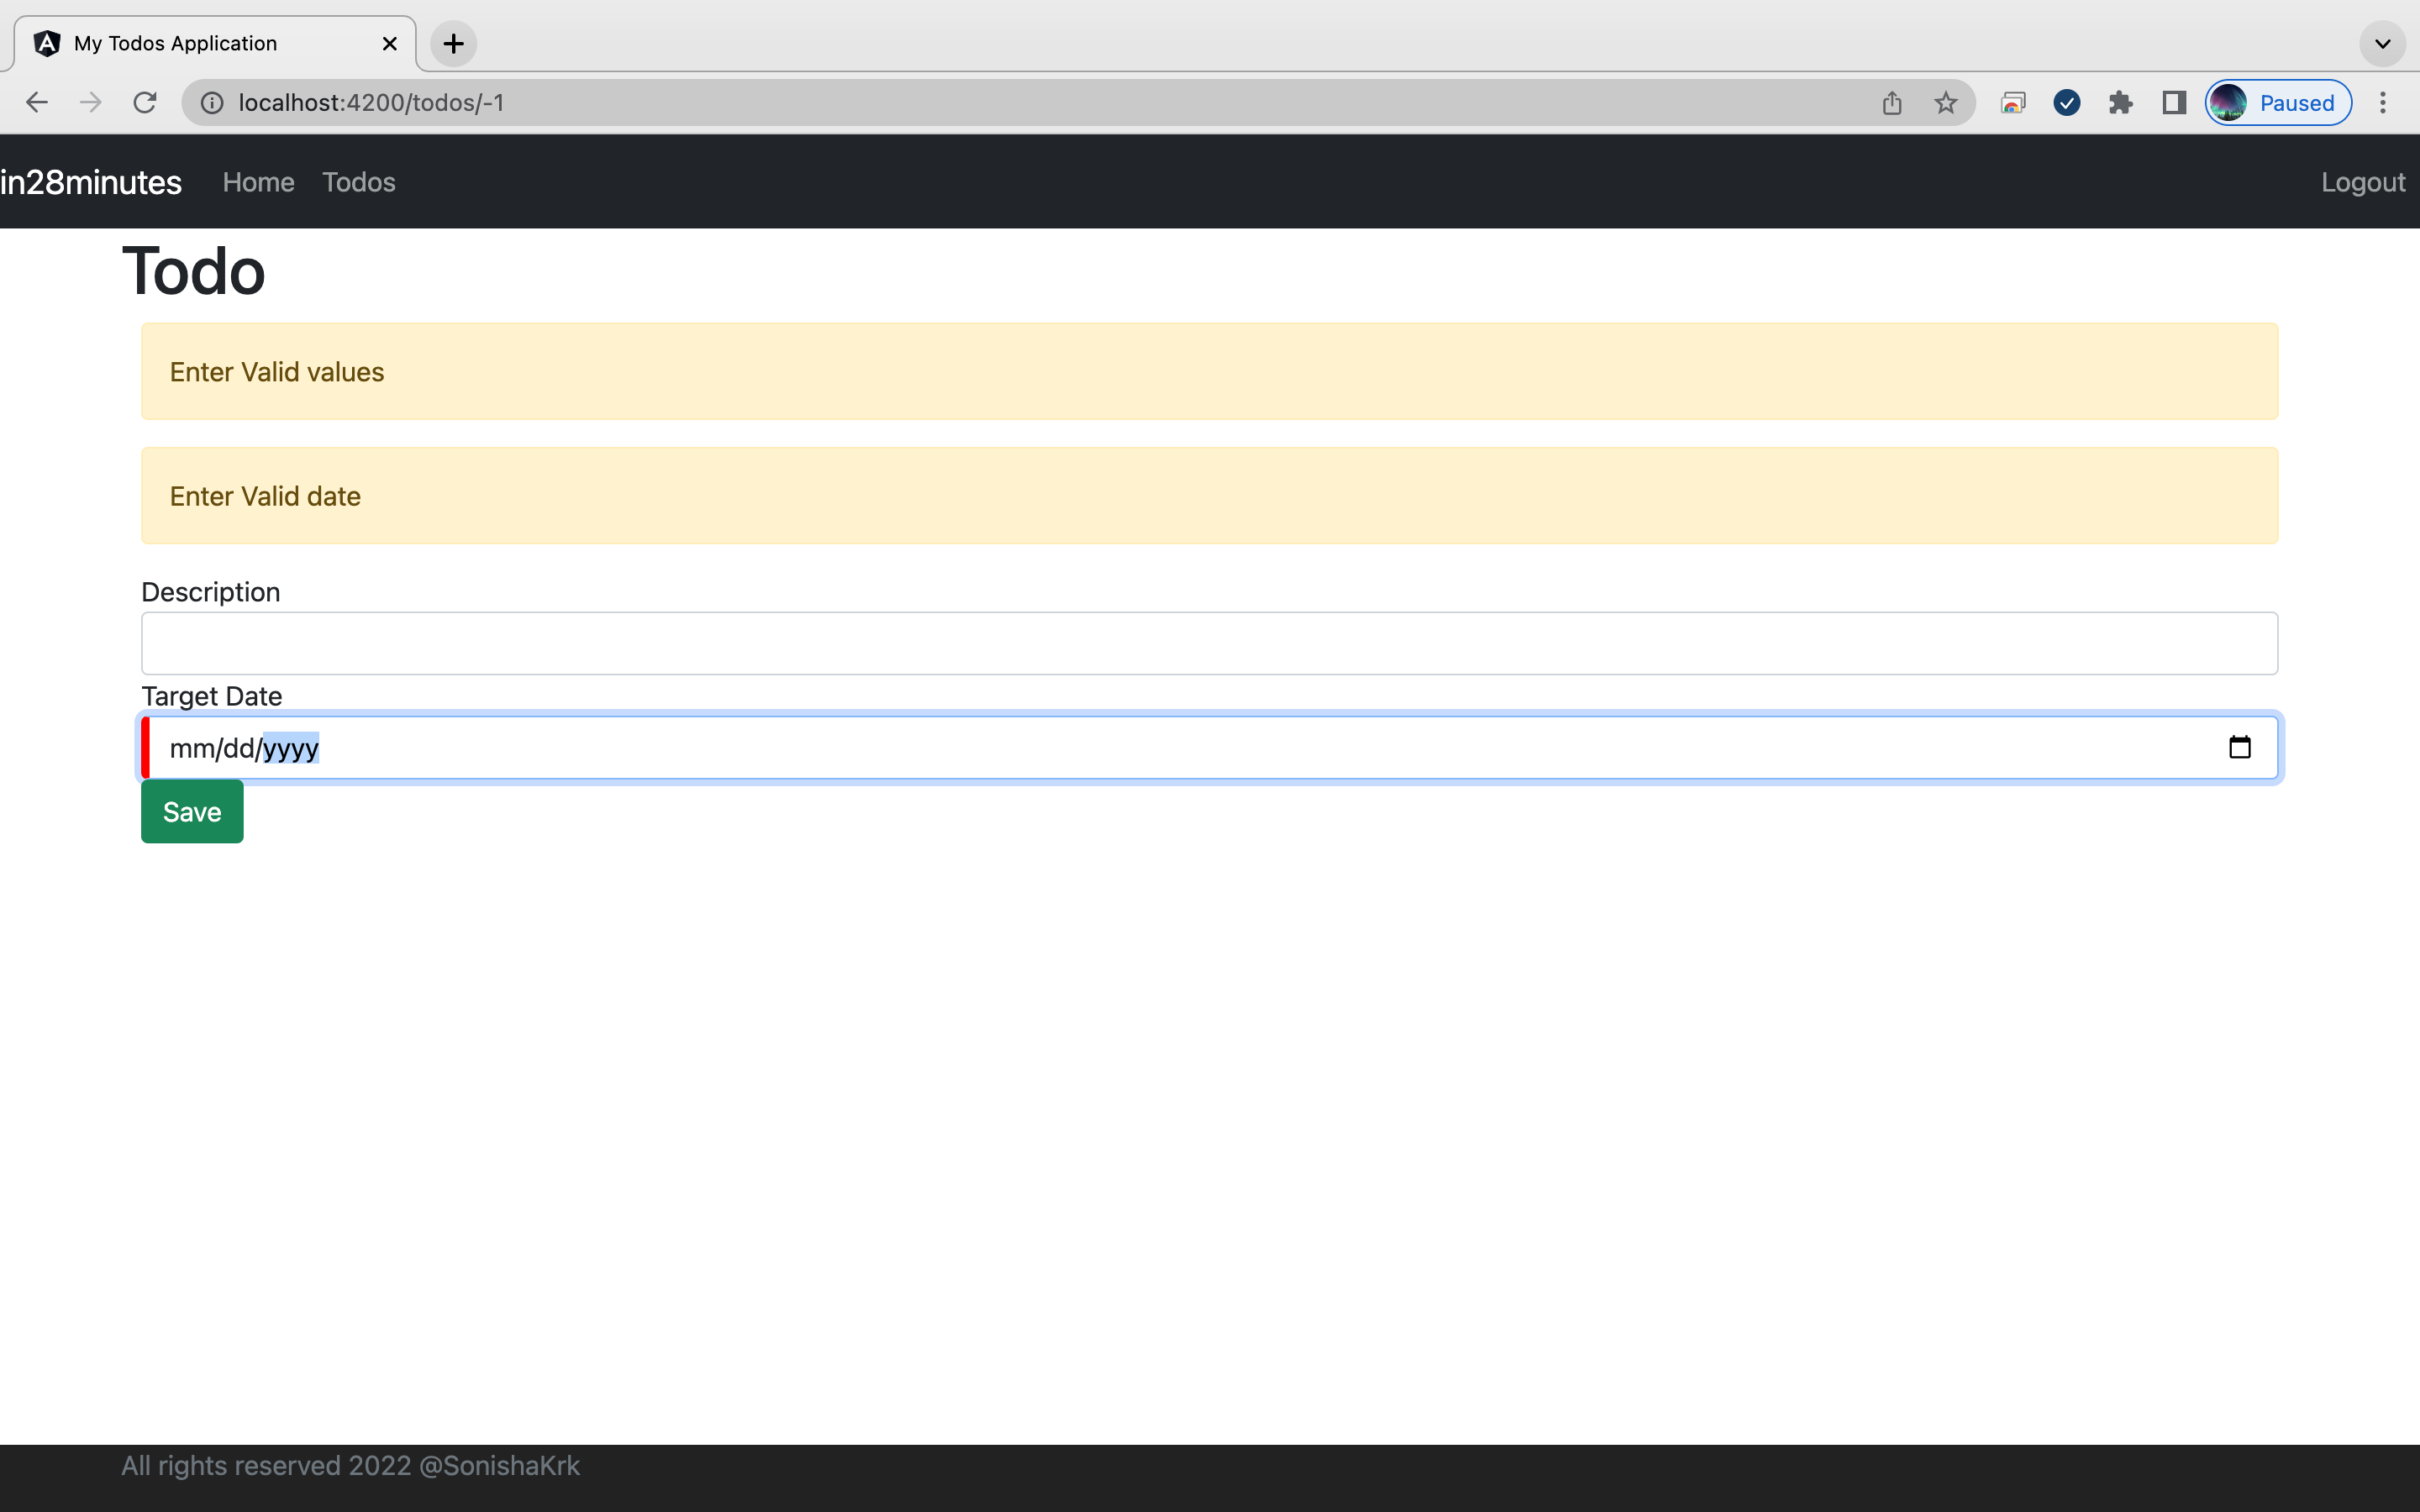 My Todos Application
localhost:4200/todos/-1
Paused
in28minutes Home Todos Logout
Todo
Enter Valid values
Enter Valid date
Description
Target Date
mm/dd/yyyy
Save
All rights reserved 2022 @SonishaKrk